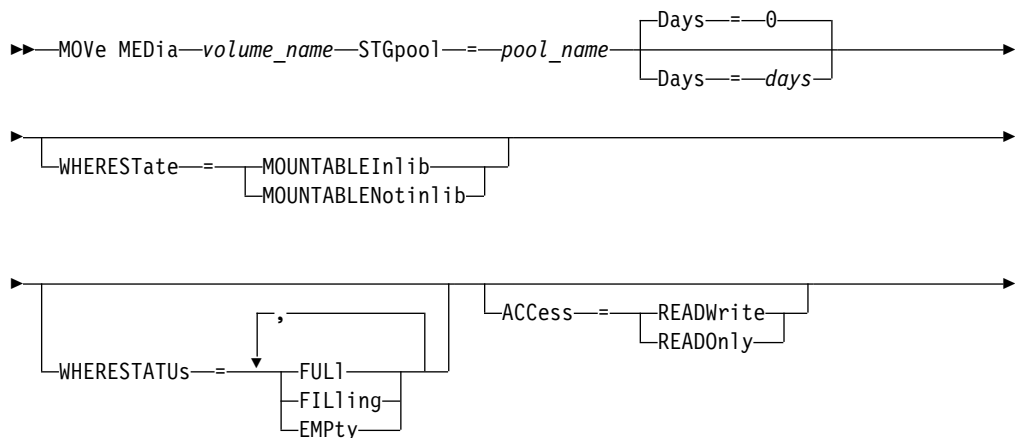 Days = 0
MOVe MEDia volume_name STGpool = pool_name
Days = days
WHEREState = MOUNTABLEInlib
MOUNTABLENotinlib
,
ACCess = READWrite
READOnly
WHERESTATUs = FULl
FILling
EMPty